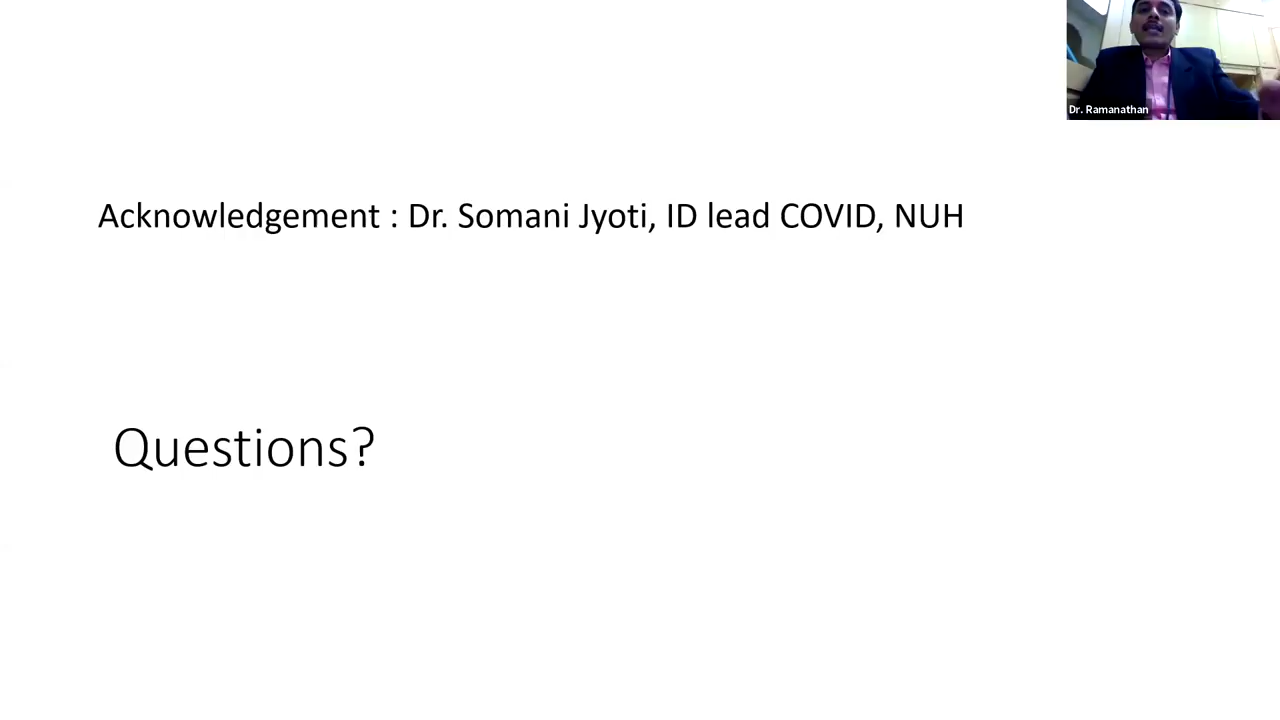 Dr. Ramanathan
Acknowledgement : Dr. Somani Jyoti, ID lead COVID, NUH
Questions?